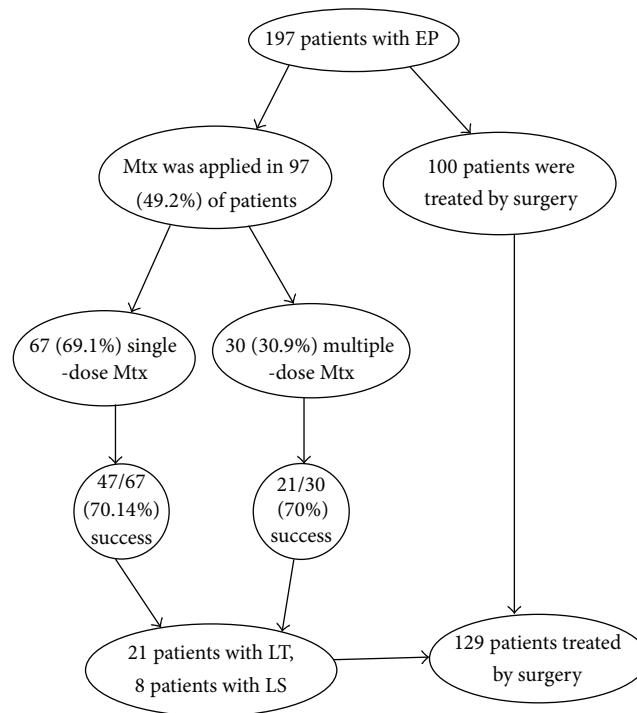 197 patients with EP
Mtx was applied in 97
(49.2%) of patients
100 patients were
treated by surgery
67 (69.1%) single
-dose Mtx
30 (30.9%) multiple
-dose Mtx
47/67
(70.14%)
success
21/30
(70%)
success
21 patients with LT,
8 patients with LS
129 patients treated
by surgery